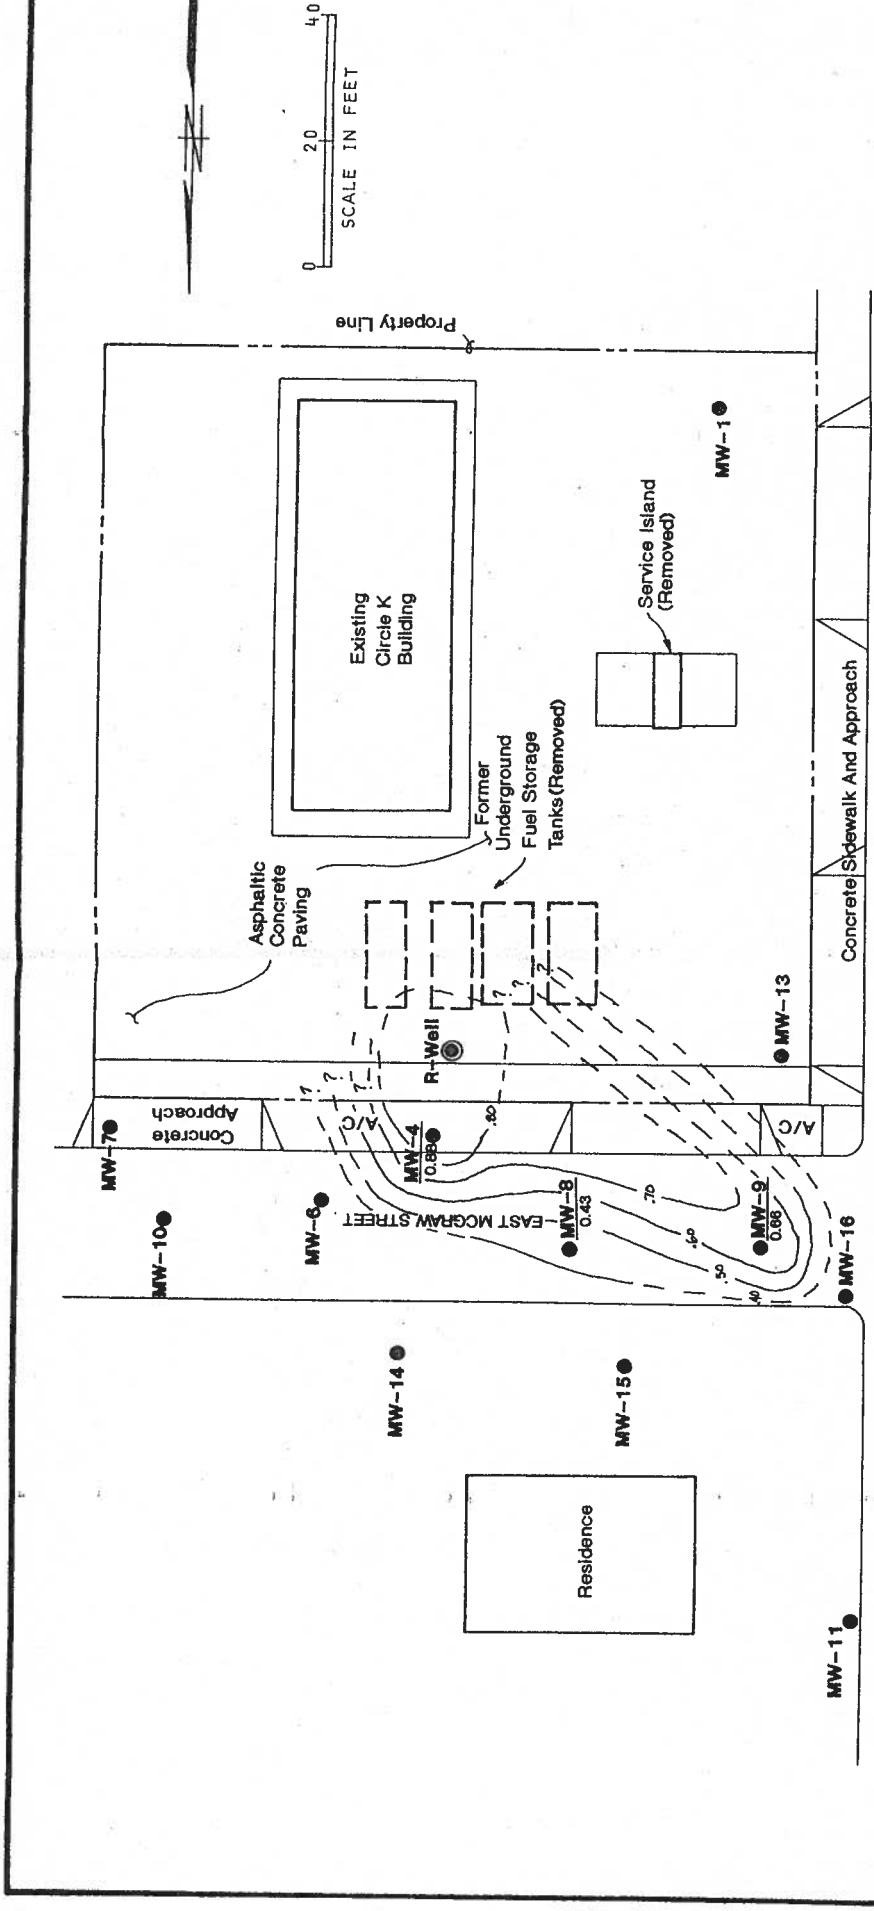 0
20
40
SCALE IN FEET
N
Property Line
Existing
Circle K
Building
MW-1
Service Island
(Removed)
Asphaltic
Concrete
Paving
Former
Underground
Fuel Storage
Tanks(Removed)
Concrete Sidewalk And Approach
R-Well
MW-13
Concrete
Approach
A/C
A/C
MW-7
MW-4
0.88
.80
MW-10
MW-6
EAST MCGRAW STREET
MW-8
0.43
.70
.60
.50
.40
MW-9
0.66
MW-16
? ? ?
? ? ? ?
MW-14
MW-15
Residence
MW-11